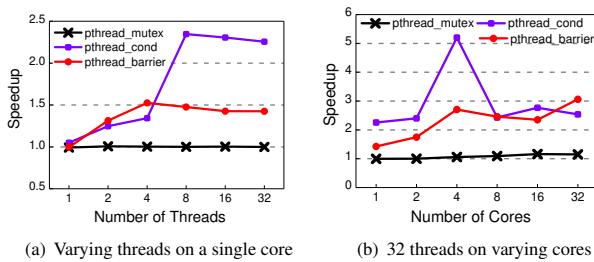 2.5
2.0
1.5
1.0
0.5
Speedup
pthread_mutex
pthread_cond
pthread_barrier
1 2 4 8 16 32
Number of Threads
(a) Varying threads on a single core
6
5
4
3
2
1
0
Speedup
pthread_mutex
pthread_cond
pthread_barrier
1 2 4 8 16 32
Number of Cores
(b) 32 threads on varying cores